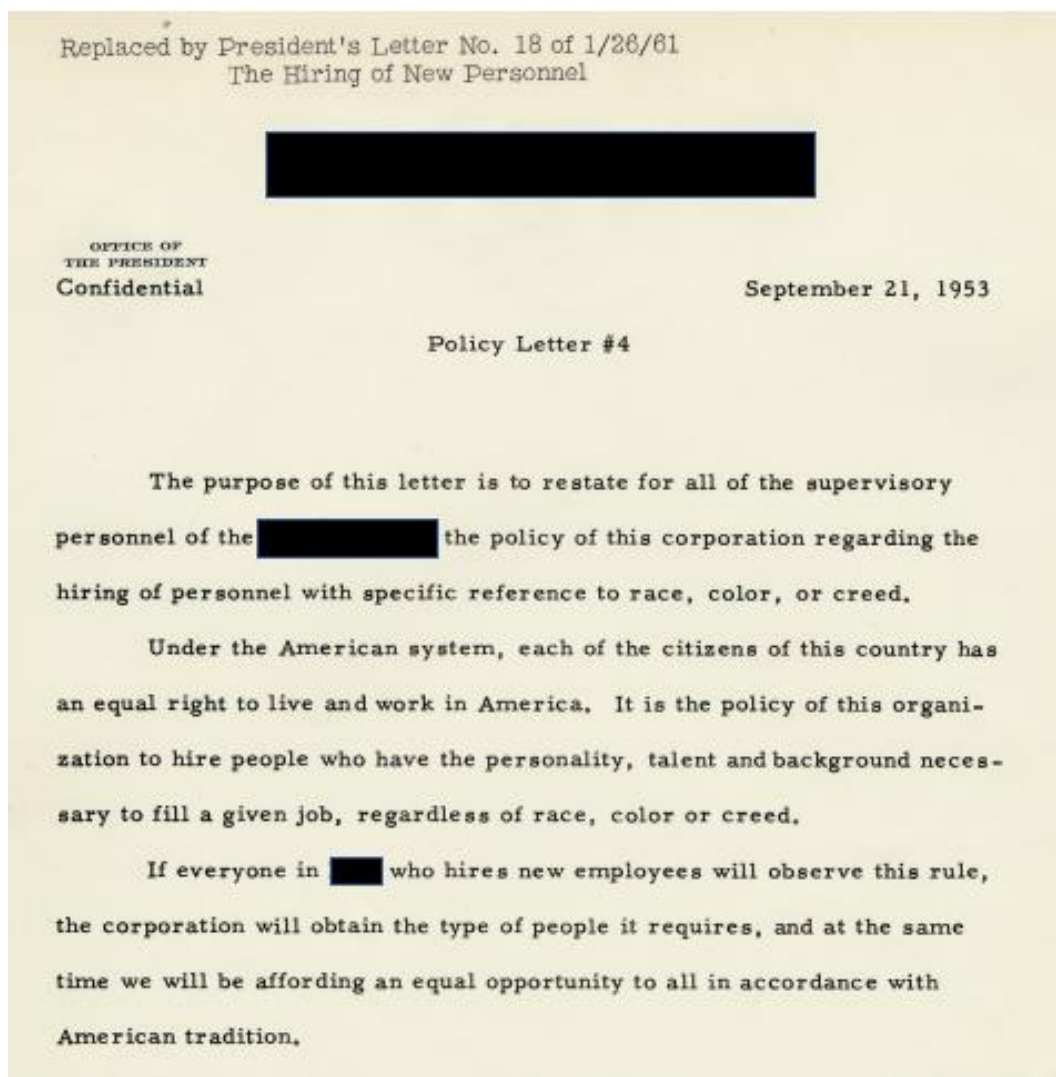 Replaced by President's Letter No. 18 of 1/26/61
The Hiring of New Personnel
OFFICE OF
THE PRESIDENT
Confidential
September 21, 1953
Policy Letter #4
The purpose of this letter is to restate for all of the supervisory
personnel of the the policy of this corporation regarding the
hiring of personnel with specific reference to race, color, or creed.
Under the American system, each of the citizens of this country has
an equal right to live and work in America. It is the policy of this organi-
zation to hire people who have the personality, talent and background neces-
sary to fill a given job, regardless of race, color or creed.
If everyone in who hires new employees will observe this rule,
the corporation will obtain the type of people it requires, and at the same
time we will be affording an equal opportunity to all in accordance with
American tradition.